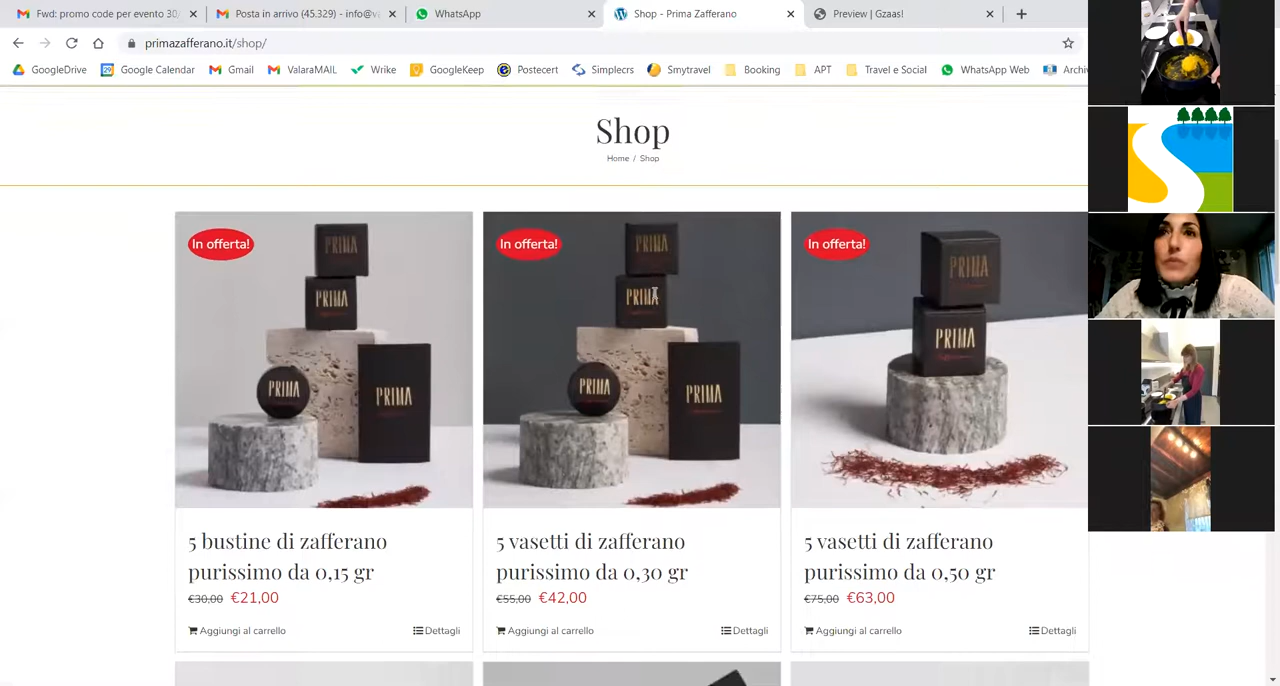 Fwd: promo code per evento 30/
Posta in arrivo (45.329) - info@va
WhatsApp
Shop - Prima Zafferano
Preview | Gzaas!
primazafferano.it/shop/
GoogleDrive
Google Calendar
Gmail
ValaraMAIL
Wrike
GoogleKeep
Postecert
Simplecrs
Smytravel
Booking
APT
Travel e Social
WhatsApp Web
Archi
Shop
Home / Shop
In offerta!
In offerta!
In offerta!
PRIMA
PRIMA
PRIMA
PRIMA
PRIMA
PRIMA
PRIMA
PRIMA
PRIMA
PRIMA
5 bustine di zafferano
purissimo da 0,15 gr
€30,00 €21,00
Aggiungi al carrello
Dettagli
5 vasetti di zafferano
purissimo da 0,30 gr
€55,00 €42,00
Aggiungi al carrello
Dettagli
5 vasetti di zafferano
purissimo da 0,50 gr
€75,00 €63,00
Aggiungi al carrello
Dettagli